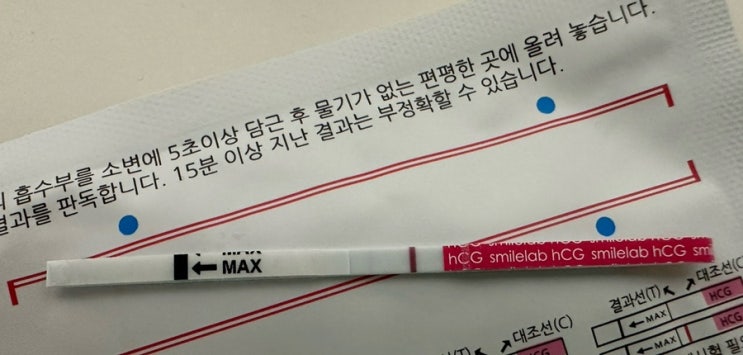 흡수부를 소변에 5초이상 담근 후 물기가 없는 편평한 곳에 올려 놓습니다.
결과를 판독합니다. 15분 이상 지난 결과는 부정확할 수 있습니다.
MAX
← MAX
hCG smilelab hCG smilelab hCG smilelab hCG smil
결과선(T) 대조선(C
대조선(C)
←MAX HCG
←MAX HCG